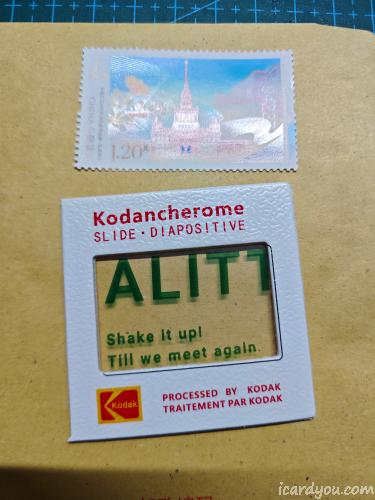 1.20
Kodancherome
SLIDE · DIAPOSITIVE
ALITT
Shake it up!
Till we meet again.
Kodak
PROCESSED BY KODAK
TRAITEMENT PAR KODAK
icardyou.com